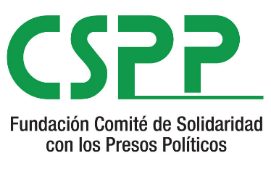 CSPP
Fundación Comité de Solidaridad
con los Presos Políticos